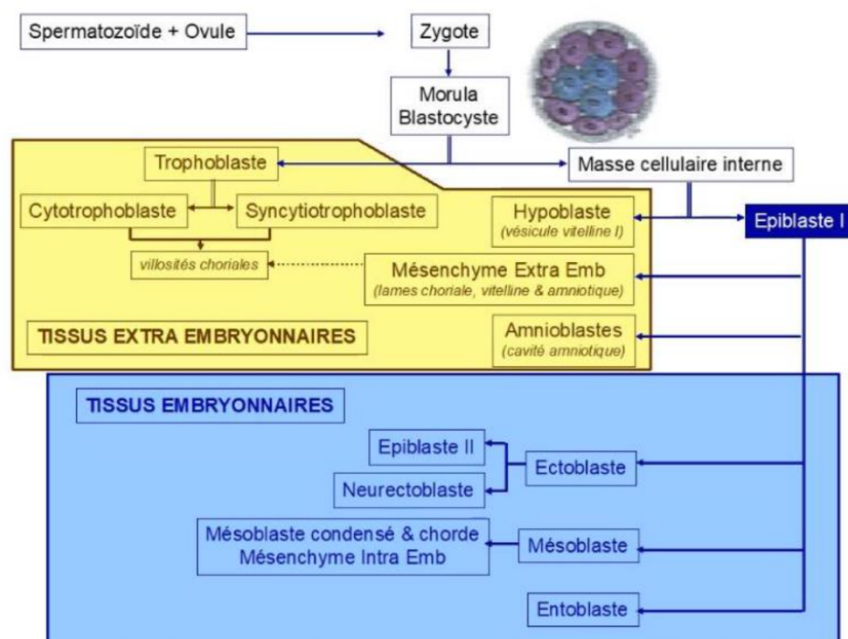 Spermatozoïde + Ovule
Zygote
Morula
Blastocyste
Trophoblaste
Masse cellulaire interne
Cytotrophoblaste
Syncytiotrophoblaste
Hypoblaste
(vésicule vitelline I)
Epiblaste I
villosités choriales
Mésenchyme Extra Emb
(lames choriale, vitelline & amniotique)
TISSUS EXTRA EMBRYONNAIRES
Amnioblastes
(cavité amniotique)
TISSUS EMBRYONNAIRES
Epiblaste II
Ectoblaste
Neurectoblaste
Mésoblaste condensé & chorde
Mésenchyme Intra Emb
Mésoblaste
Entoblaste